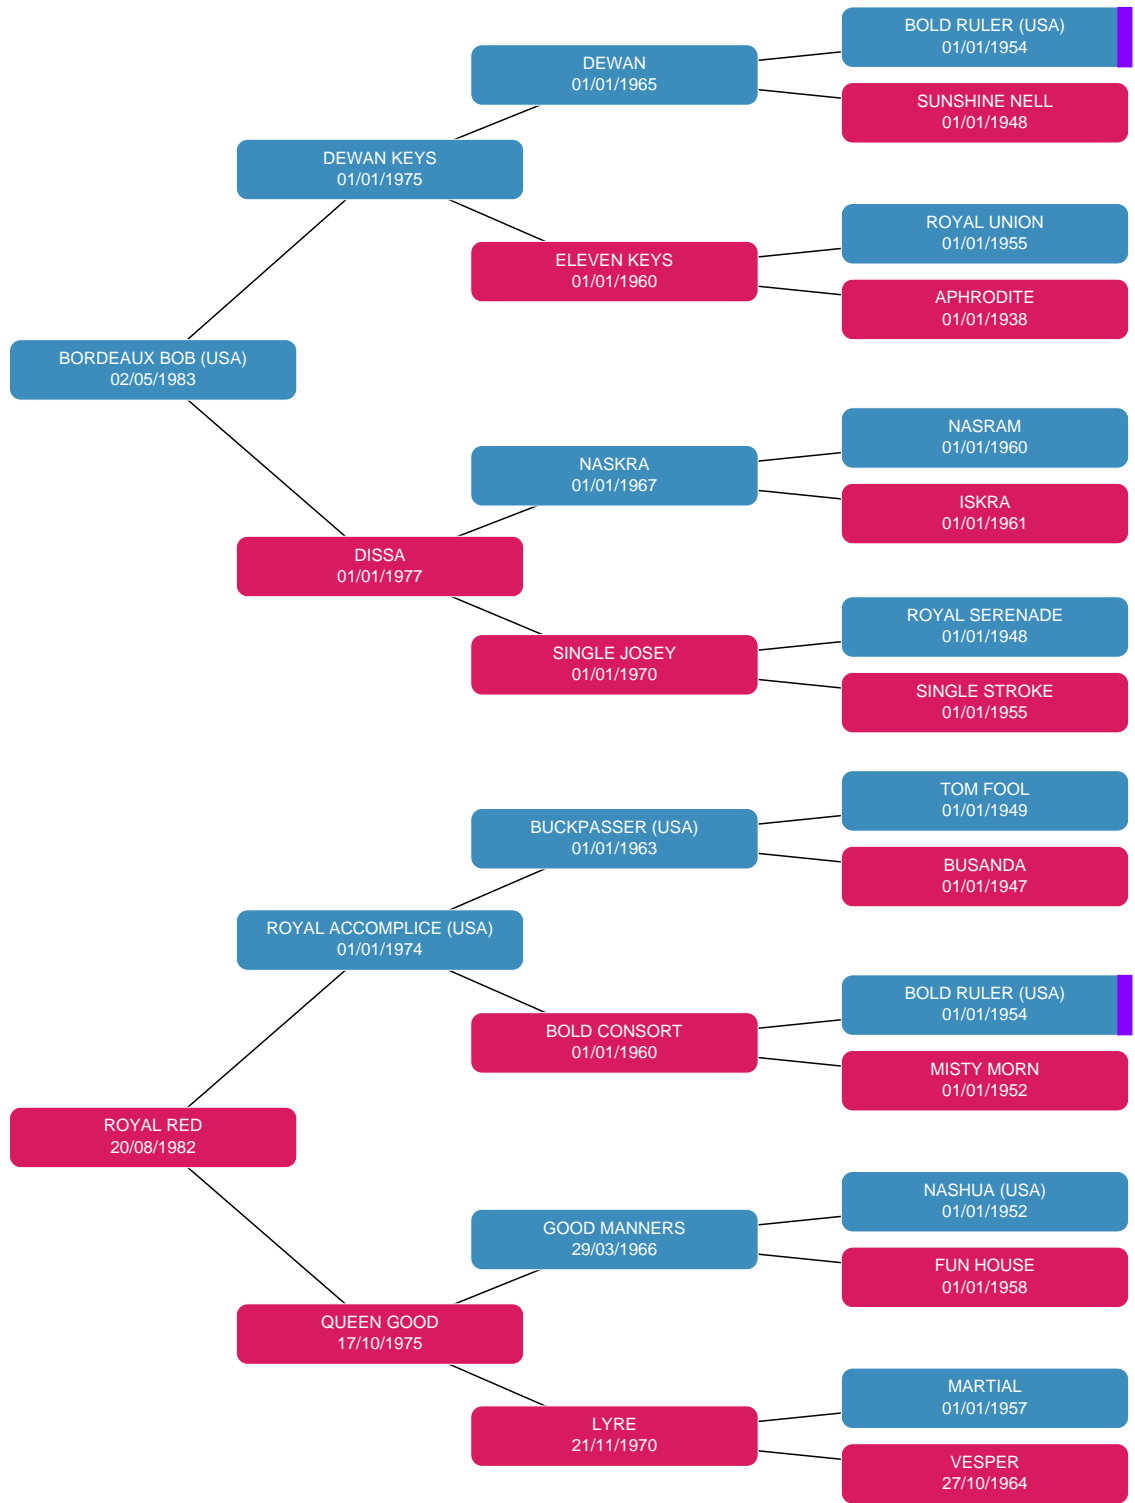 BOLD RULER (USA)
01/01/1954
DEWAN
01/01/1965
SUNSHINE NELL
01/01/1948
DEWAN KEYS
01/01/1975
ROYAL UNION
01/01/1955
ELEVEN KEYS
01/01/1960
APHRODITE
01/01/1938
BORDEAUX BOB (USA)
02/05/1983
NASRAM
01/01/1960
NASKRA
01/01/1967
ISKRA
01/01/1961
DISSA
01/01/1977
ROYAL SERENADE
01/01/1948
SINGLE JOSEY
01/01/1970
SINGLE STROKE
01/01/1955
TOM FOOL
01/01/1949
BUCKPASSER (USA)
01/01/1963
BUSANDA
01/01/1947
ROYAL ACCOMPLICE (USA)
01/01/1974
BOLD RULER (USA)
01/01/1954
BOLD CONSORT
01/01/1960
MISTY MORN
01/01/1952
ROYAL RED
20/08/1982
NASHUA (USA)
01/01/1952
GOOD MANNERS
29/03/1966
FUN HOUSE
01/01/1958
QUEEN GOOD
17/10/1975
MARTIAL
01/01/1957
LYRE
21/11/1970
VESPER
27/10/1964